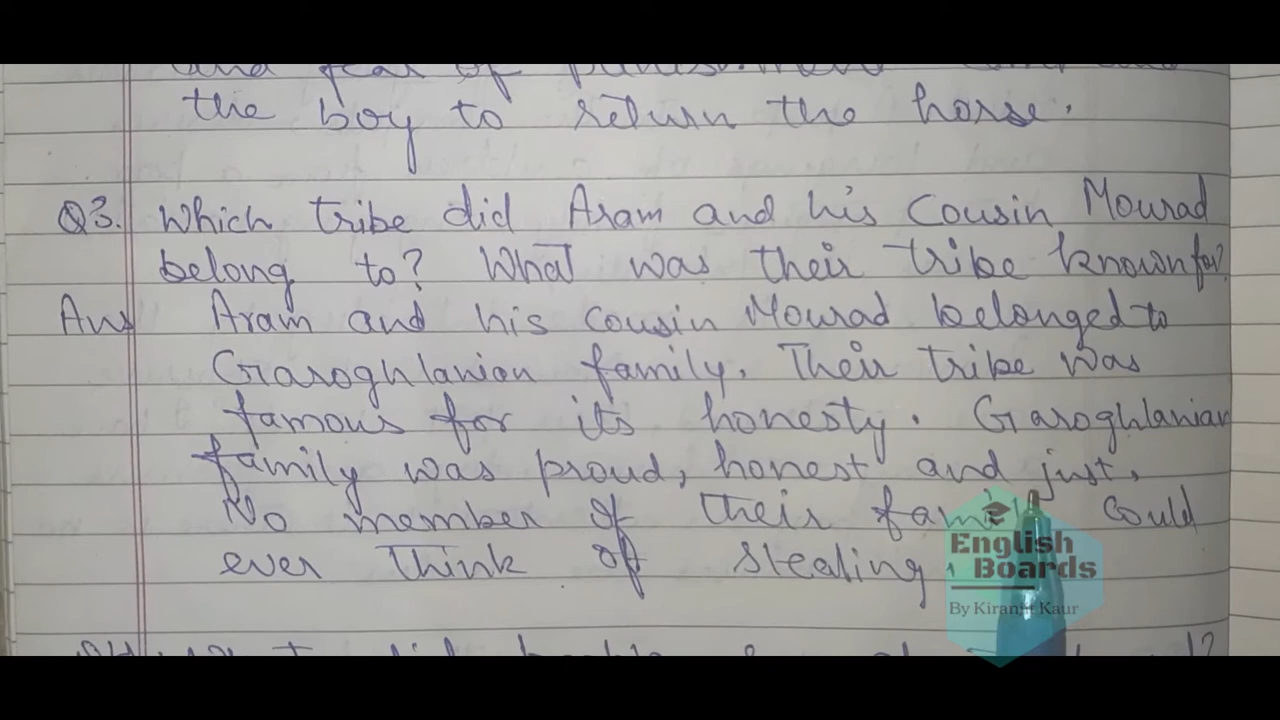 the boy to return the horse.
Q3. Which tribe did Aram and his Cousin Mourad
belong to? What was their tribe known for?
Ans Aram and his cousin Mourad belonged to
Garoghlanian family. Their tribe was
famous for its honesty. Garoghlanian
family was proud, honest and just.
No member of their family could
ever think of stealing.
English
Boards
By Kiranjit Kaur